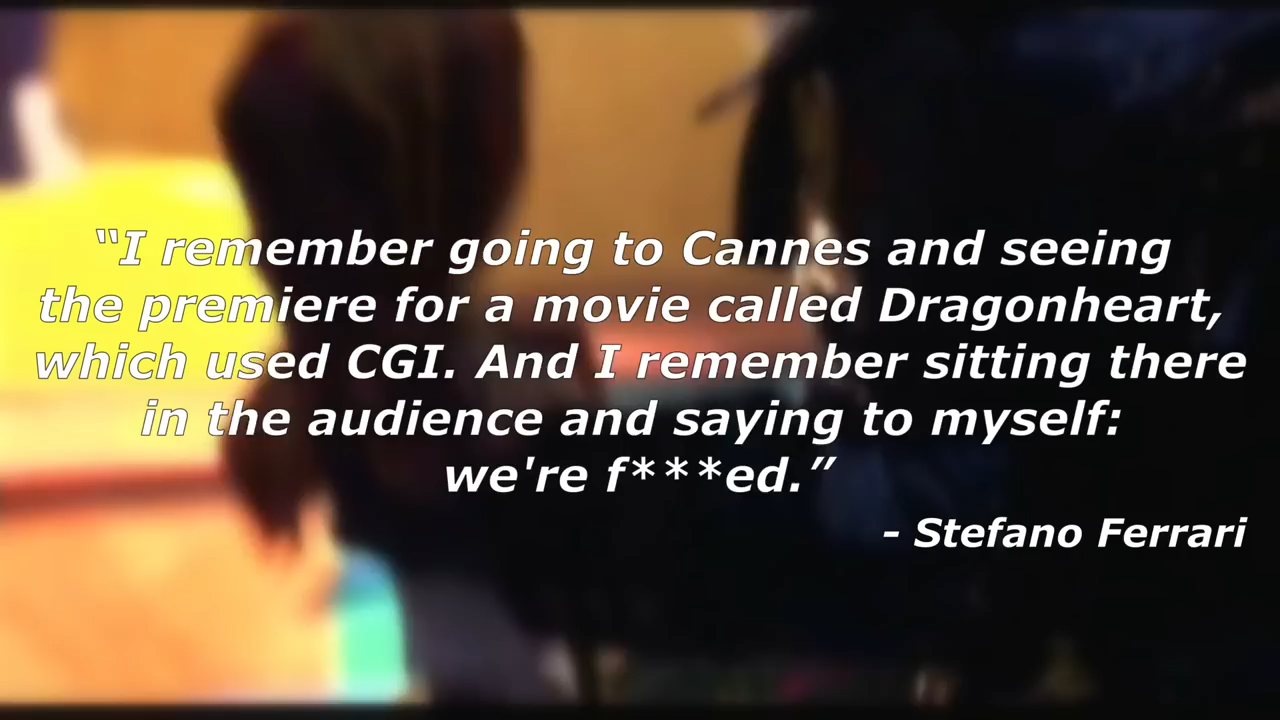 “I remember going to Cannes and seeing
the premiere for a movie called Dragonheart,
which used CGI. And I remember sitting there
in the audience and saying to myself:
we're f***ed.”
- Stefano Ferrari